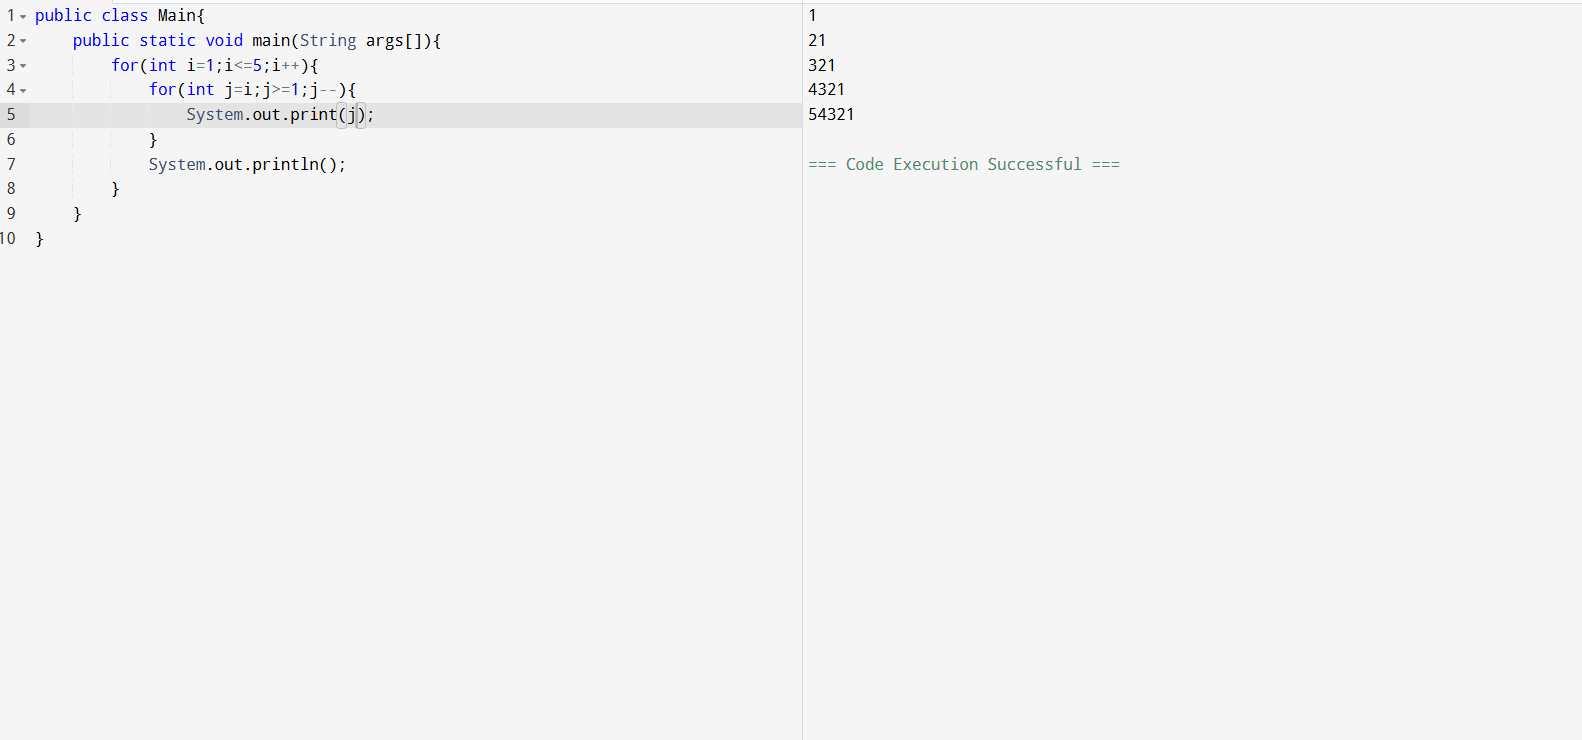 1 public class Main{
2     public static void main(String args[]){
3         for(int i=1;i<=5;i++){
4             for(int j=i;j>=1;j--){
5                 System.out.print(j);
6             }
7             System.out.println();
8         }
9     }
10 }
1
21
321
4321
54321
=== Code Execution Successful ===